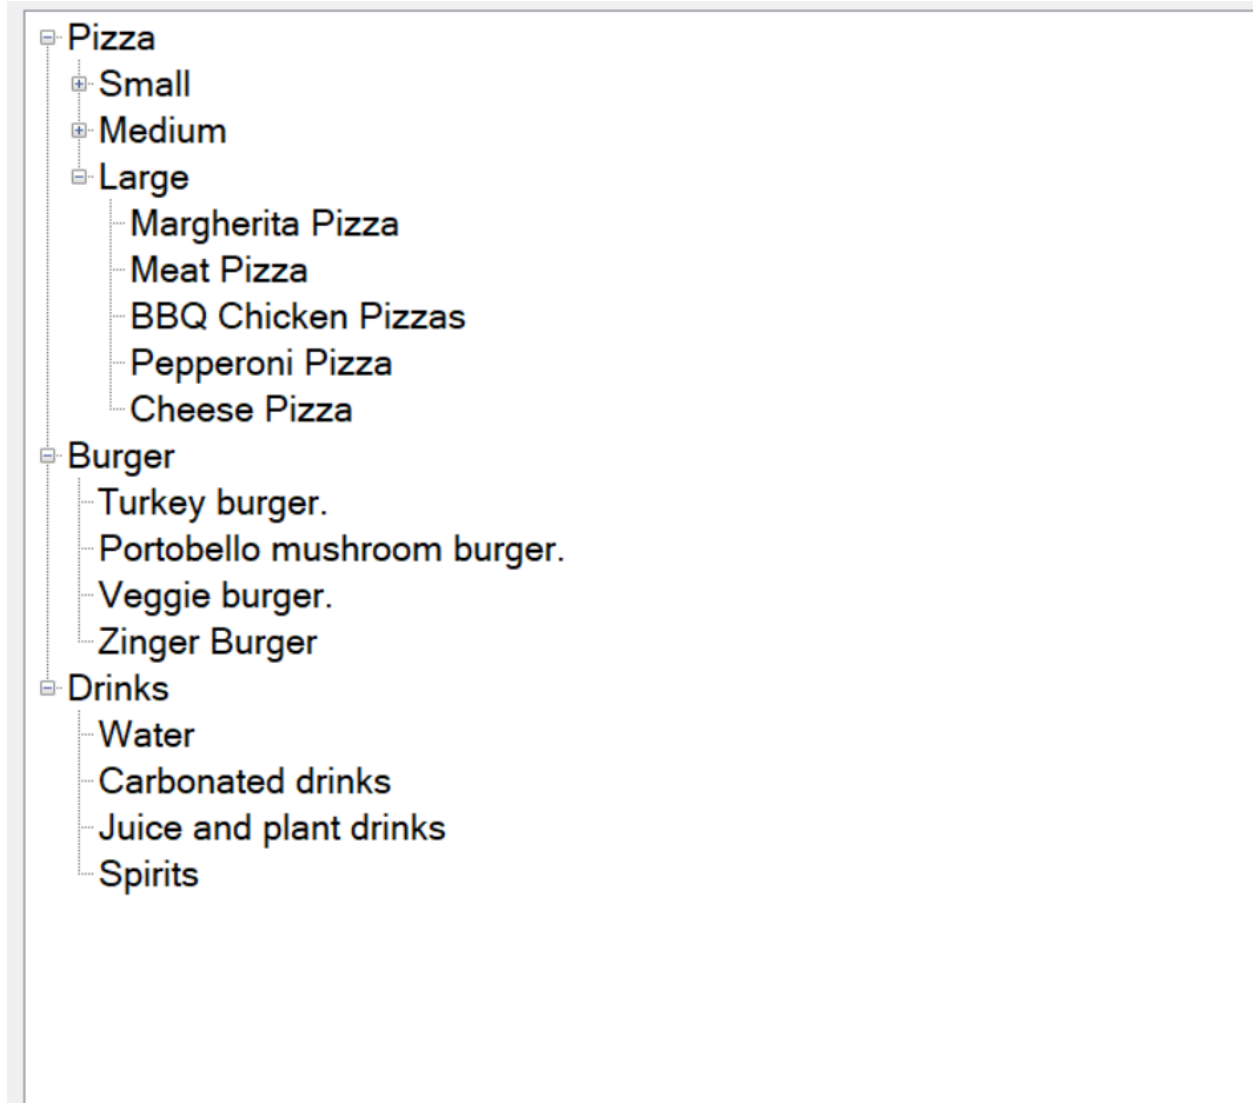 Pizza
Small
Medium
Large
Margherita Pizza
Meat Pizza
BBQ Chicken Pizzas
Pepperoni Pizza
Cheese Pizza
Burger
Turkey burger.
Portobello mushroom burger.
Veggie burger.
Zinger Burger
Drinks
Water
Carbonated drinks
Juice and plant drinks
Spirits